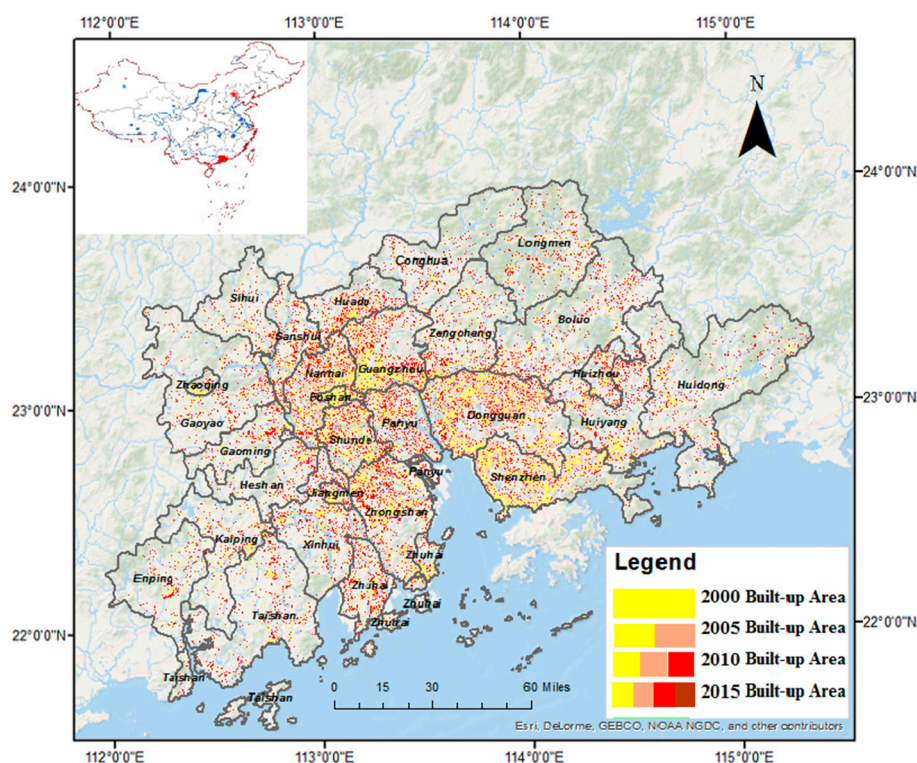 112°0'0"E 113°0'0"E 114°0'0"E 115°0'0"E
N
24°0'0"N 24°0'0"N
Longmen
Conghua
Sihui
Huadu
Boluo
Sanshui
Zengcheng
Nanhai
Guangzhou
Huizhou
Zhaoqing
Huidong
23°0'0"N 23°0'0"N
Foshan
Dongguan
Gaoyao
Panyu
Huiyang
Shunde
Gaoming
Panyu
Shenzhen
Heshan
Jiangmen
Zhongshan
Kaiping
Xinhui
Zhuhai
Enping
Zhuhai
Zhuhai
Taishan
Zhuhai
22°0'0"N 22°0'0"N
Taishan
Taishan
Legend
2000 Built-up Area
2005 Built-up Area
2010 Built-up Area
2015 Built-up Area
0 15 30 60 Miles
Esri, DeLorme, GEBCO, NOAA NGDC, and other contributors
112°0'0"E 113°0'0"E 114°0'0"E 115°0'0"E